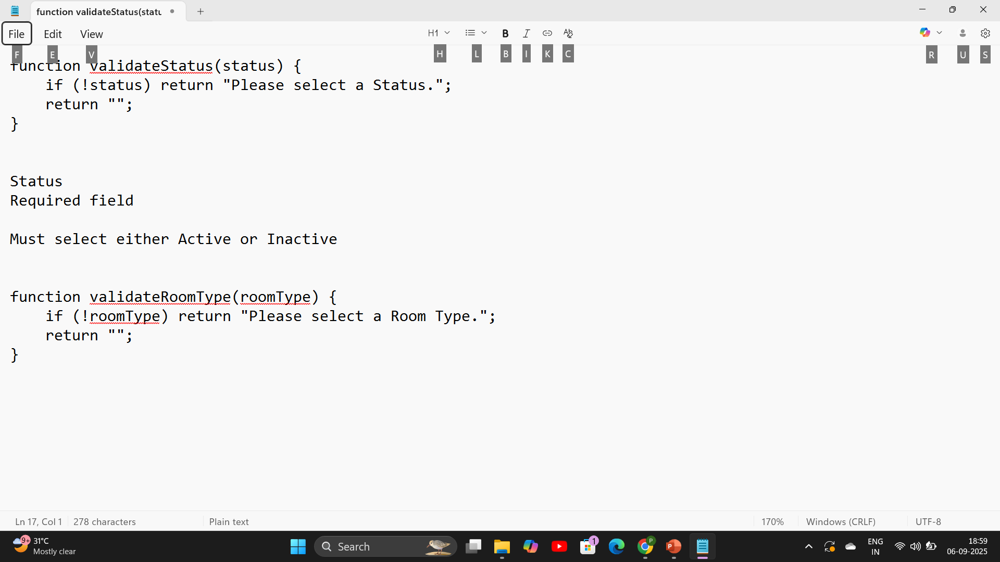 function validateStatus(statu
File
Edit
View
H1
B
I
F
E
V
H
L
B
I
K
C
R
U
S
function validateStatus(status) {
    if (!status) return "Please select a Status.";
    return "";
}
Status
Required field
Must select either Active or Inactive
function validateRoomType(roomType) {
    if (!roomType) return "Please select a Room Type.";
    return "";
}
Ln 17, Col 1
278 characters
Plain text
170%
Windows (CRLF)
UTF-8
9+
31°C
Mostly clear
Search
1
P
P
ENG
IN
18:59
06-09-2025